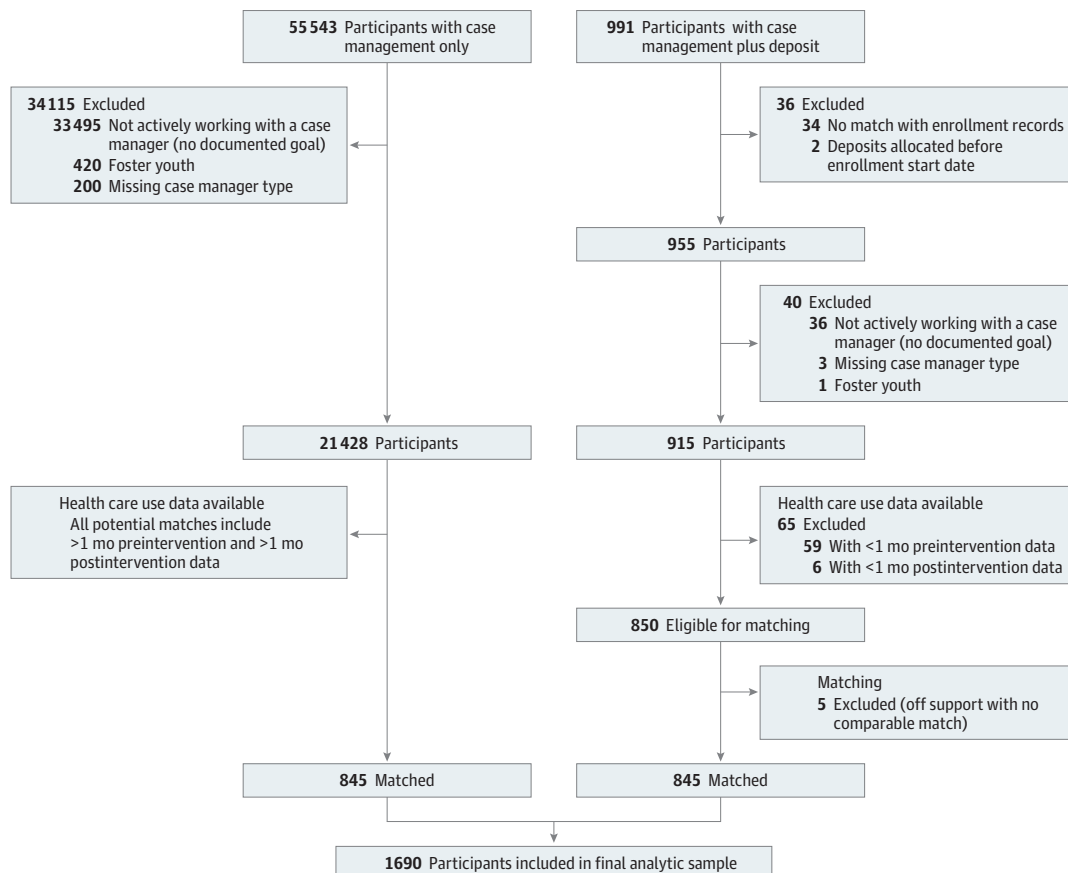 55 543 Participants with case
management only
991 Participants with case
management plus deposit
34 115 Excluded
33 495 Not actively working with a case
manager (no documented goal)
420 Foster youth
200 Missing case manager type
36 Excluded
34 No match with enrollment records
2 Deposits allocated before
enrollment start date
955 Participants
40 Excluded
36 Not actively working with a case
manager (no documented goal)
3 Missing case manager type
1 Foster youth
21 428 Participants
915 Participants
Health care use data available
All potential matches include
>1 mo preintervention and >1 mo
postintervention data
Health care use data available
65 Excluded
59 With <1 mo preintervention data
6 With <1 mo postintervention data
850 Eligible for matching
Matching
5 Excluded (off support with no
comparable match)
845 Matched
845 Matched
1690 Participants included in final analytic sample